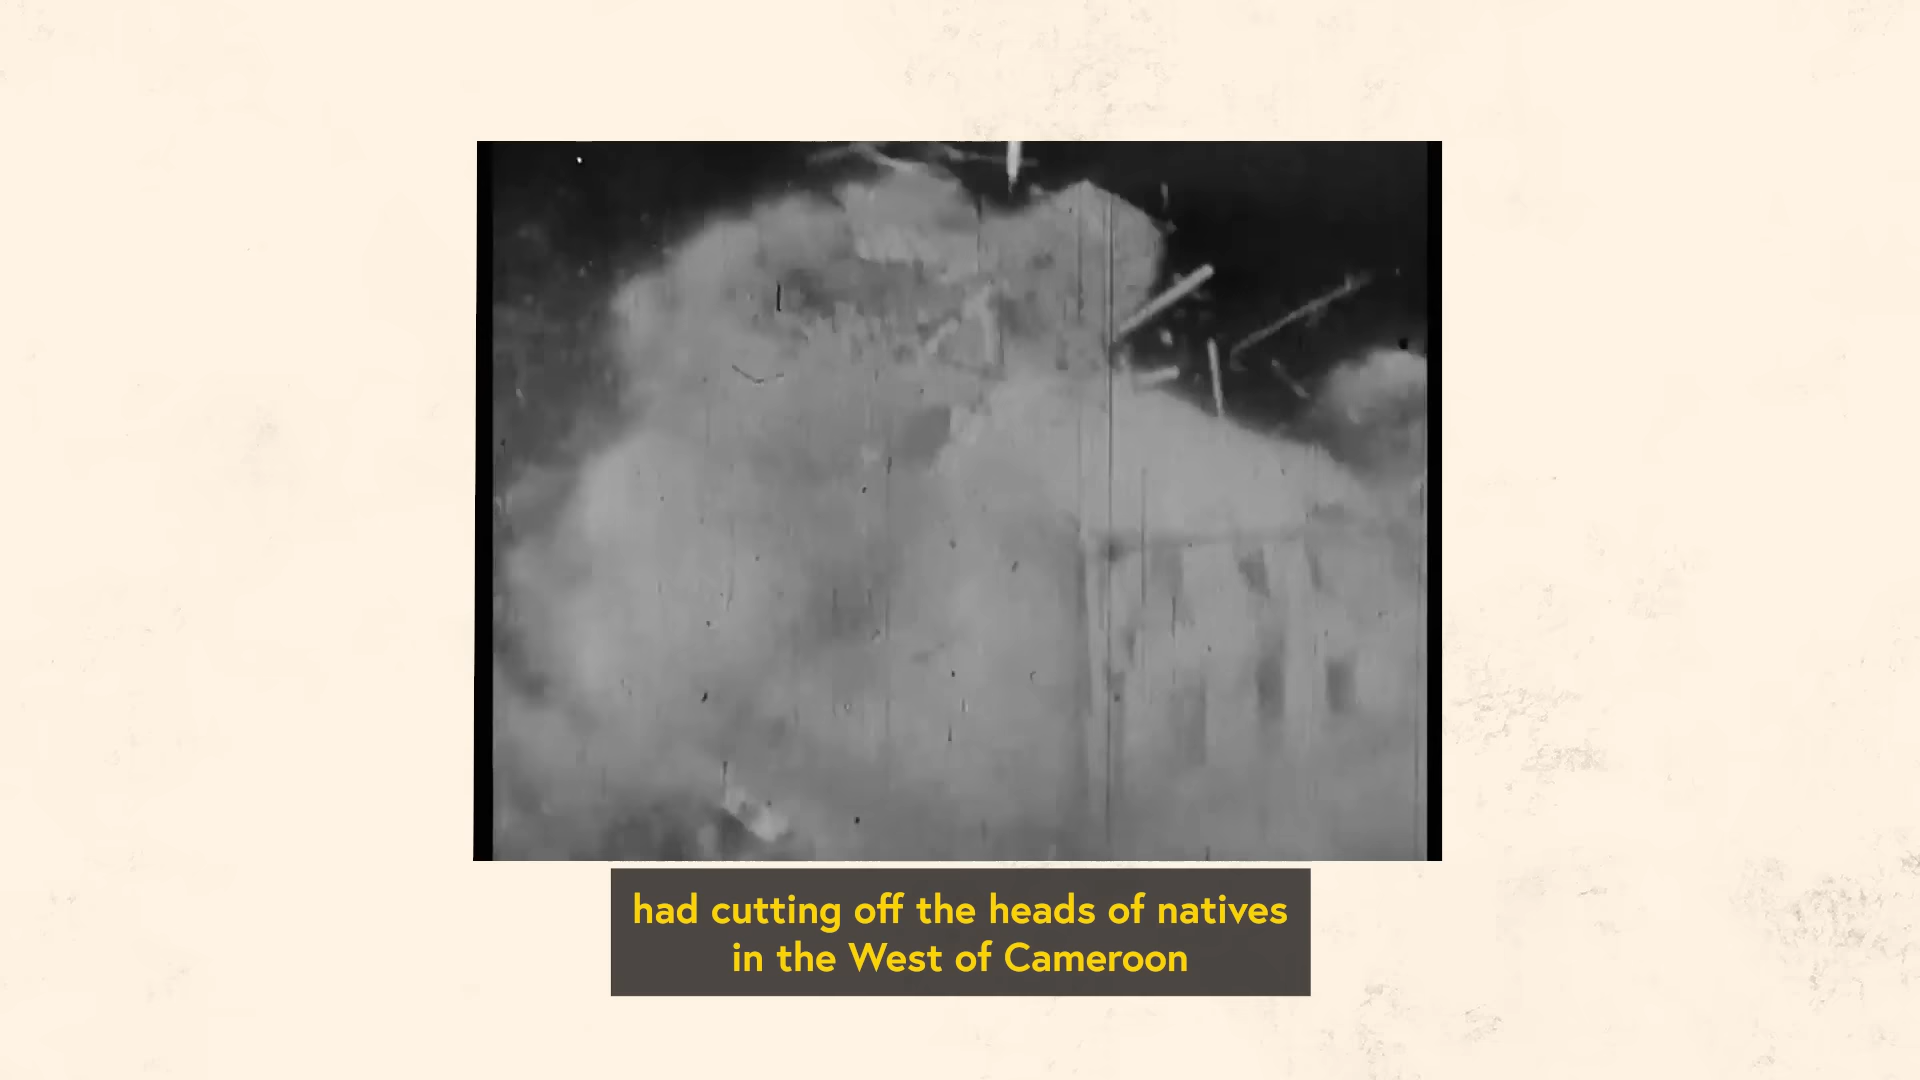 had cutting off the heads of natives
in the West of Cameroon